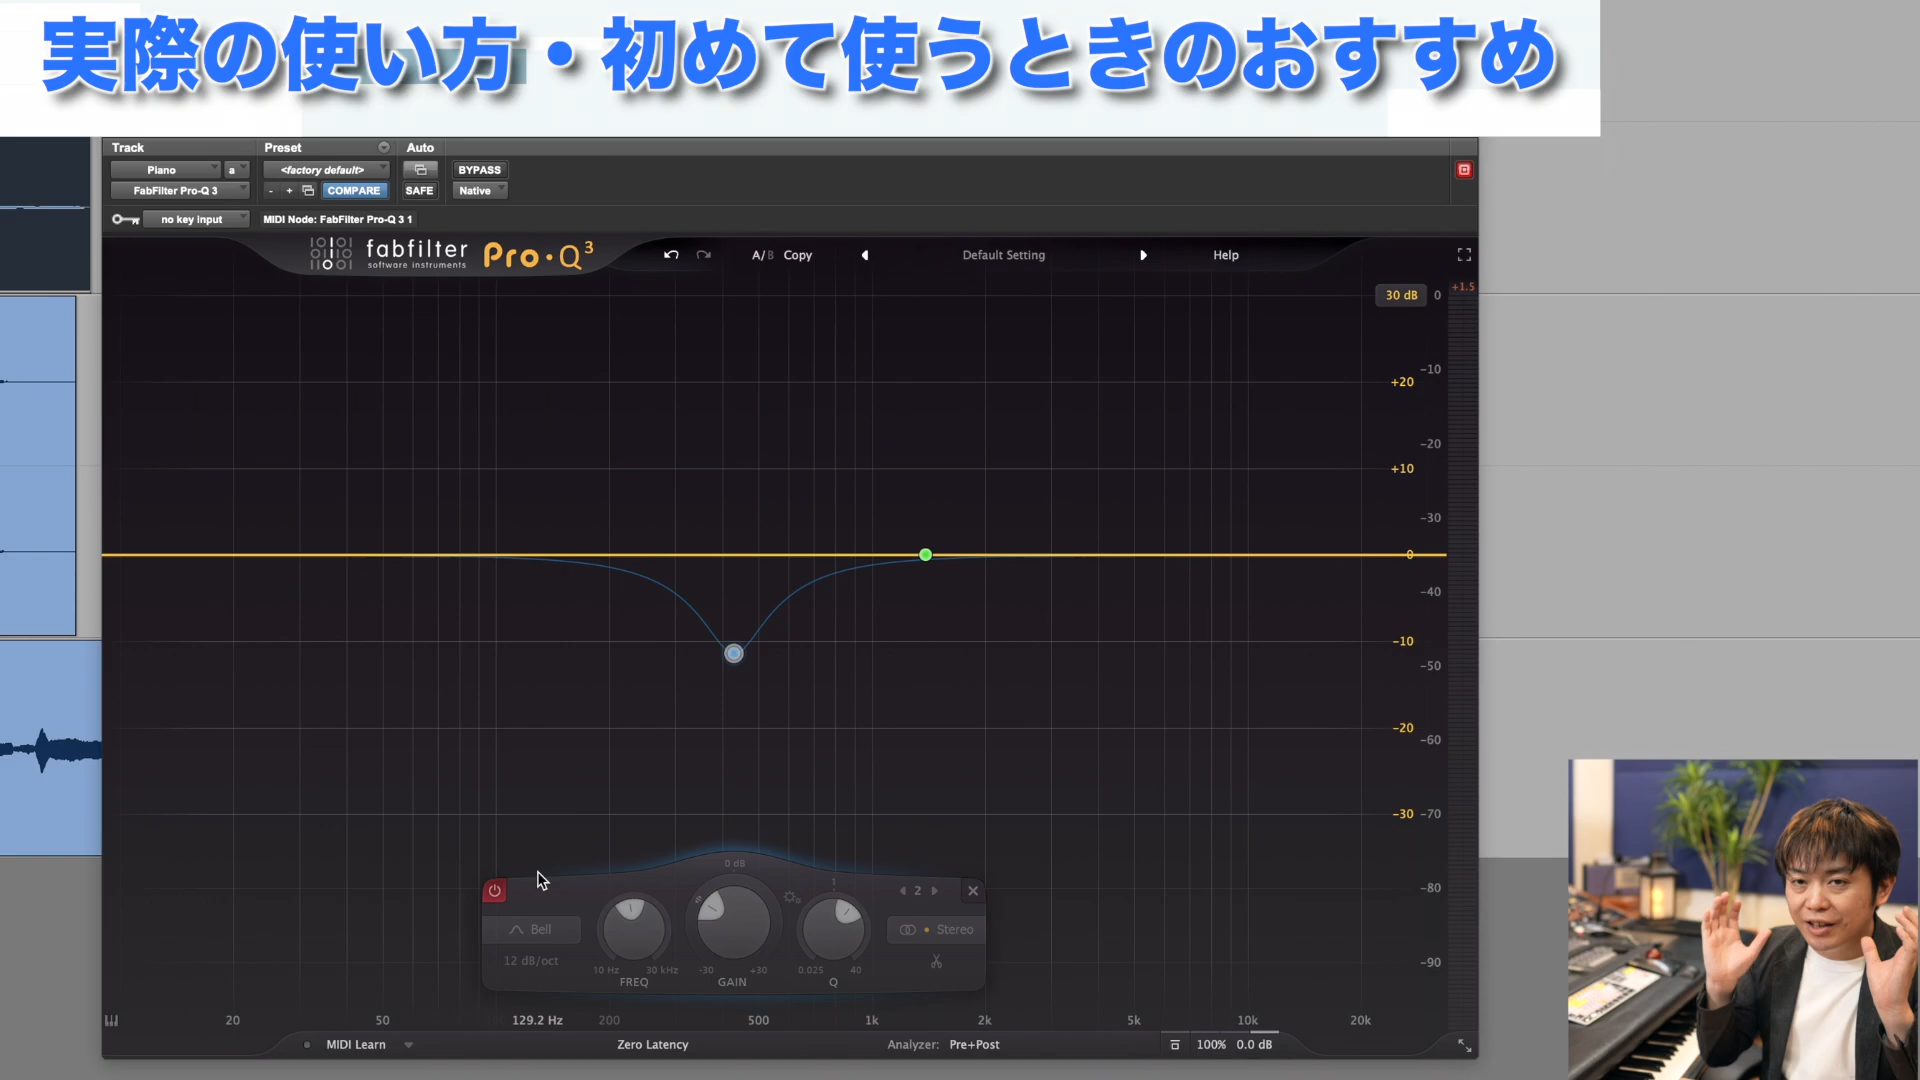 実際の使い方・初めて使うときのおすすめ
Track Preset Auto
Piano a <factory default> BYPASS
FabFilter Pro-Q 3 - + COMPARE SAFE Native
no key input MIDI Node: FabFilter Pro-Q 3 1
fabfilter Pro・Q3
software instruments
A/B Copy Default Setting Help
30 dB 0 +1.5
-10
+20
-20
+10
-30
0
-40
-10
-50
-20
-60
-30 -70
-80
-90
0 dB
1
2
Bell
Stereo
12 dB/oct
10 Hz 30 kHz -30 +30 0.025 40
FREQ GAIN Q
20 50 129.2 Hz 200 500 1k 2k 5k 10k 20k
MIDI Learn Zero Latency Analyzer: Pre+Post 100% 0.0 dB